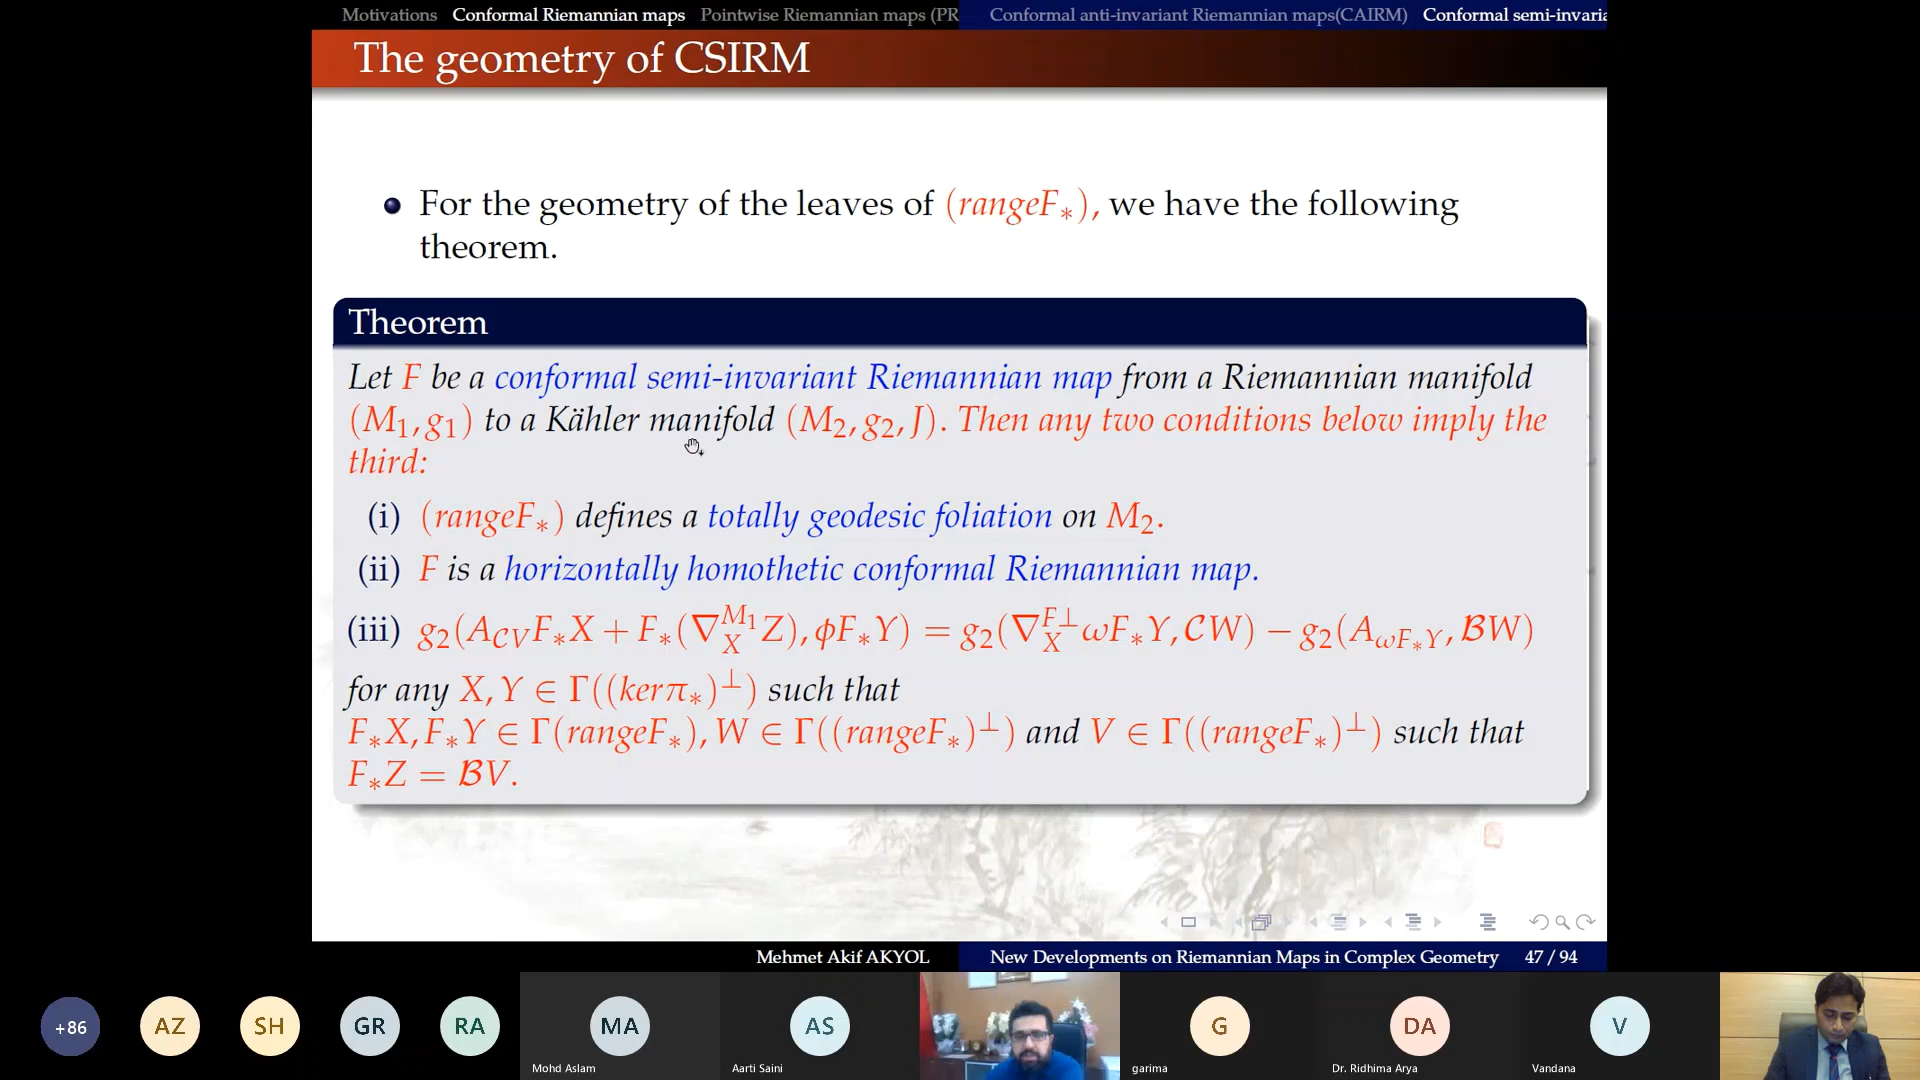 Motivations Conformal Riemannian maps Pointwise Riemannian maps (PR Conformal anti-invariant Riemannian maps(CAIRM) Conformal semi-invaria
The geometry of CSIRM
• For the geometry of the leaves of (rangeF∗), we have the following
theorem.
Theorem
Let F be a conformal semi-invariant Riemannian map from a Riemannian manifold
(M₁, g₁) to a Kähler manifold (M₂, g₂, J). Then any two conditions below imply the
third:
(i) (rangeF∗) defines a totally geodesic foliation on M₂.
(ii) F is a horizontally homothetic conformal Riemannian map.
(iii) g₂(A_{𝒞V}F∗X + F∗(∇_X^{M₁}Z), ϕF∗Y) = g₂(∇_X^{F⊥}ωF∗Y, 𝒞W) − g₂(A_{ωF∗Y}, ℬW)
for any X, Y ∈ Γ((kerπ∗)^⊥) such that
F∗X, F∗Y ∈ Γ(rangeF∗), W ∈ Γ((rangeF∗)^⊥) and V ∈ Γ((rangeF∗)^⊥) such that
F∗Z = ℬV.
Mehmet Akif AKYOL New Developments on Riemannian Maps in Complex Geometry 47 / 94
+86 AZ SH GR RA MA AS G DA V
Mohd Aslam Aarti Saini garima Dr. Ridhima Arya Vandana